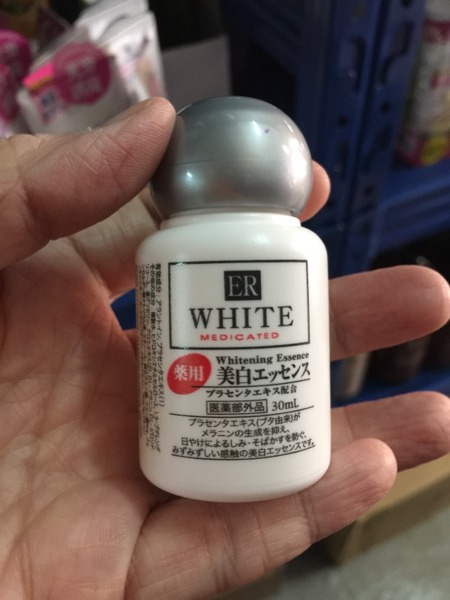 ER
WHITE
MEDICATED
薬用
Whitening Essence
美白エッセンス
プラセンタエキス配合
医薬部外品 30mL
プラセンタエキス(ブタ由来)が
メラニンの生成を抑え、
日やけによるしみ・そばかすを防ぐ、
みずみずしい感触の美白エッセンスです。